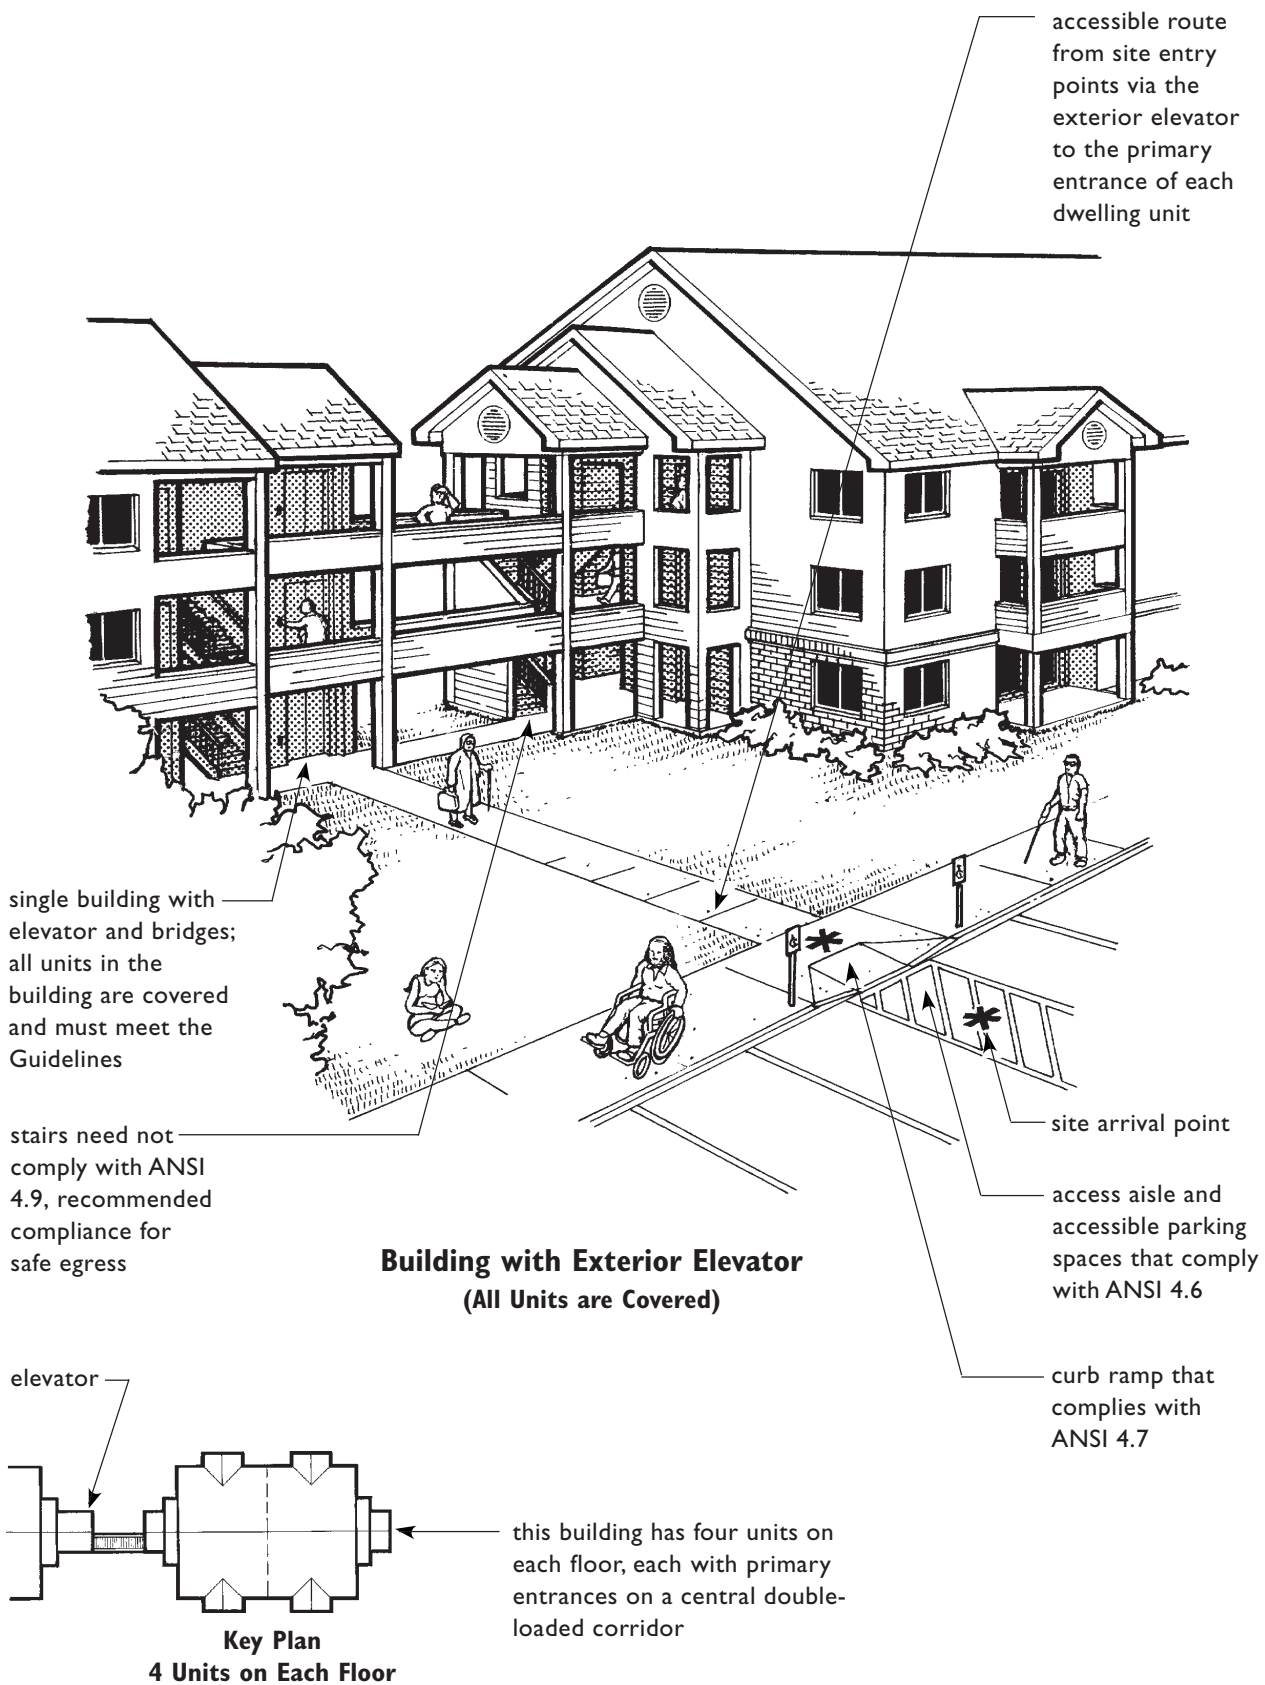 accessible route
from site entry
points via the
exterior elevator
to the primary
entrance of each
dwelling unit
single building with
elevator and bridges;
all units in the
building are covered
and must meet the
Guidelines
stairs need not
comply with ANSI
4.9, recommended
compliance for
safe egress
site arrival point
access aisle and
accessible parking
spaces that comply
with ANSI 4.6
curb ramp that
complies with
ANSI 4.7
Building with Exterior Elevator
(All Units are Covered)
elevator
this building has four units on
each floor, each with primary
entrances on a central double-
loaded corridor
Key Plan
4 Units on Each Floor